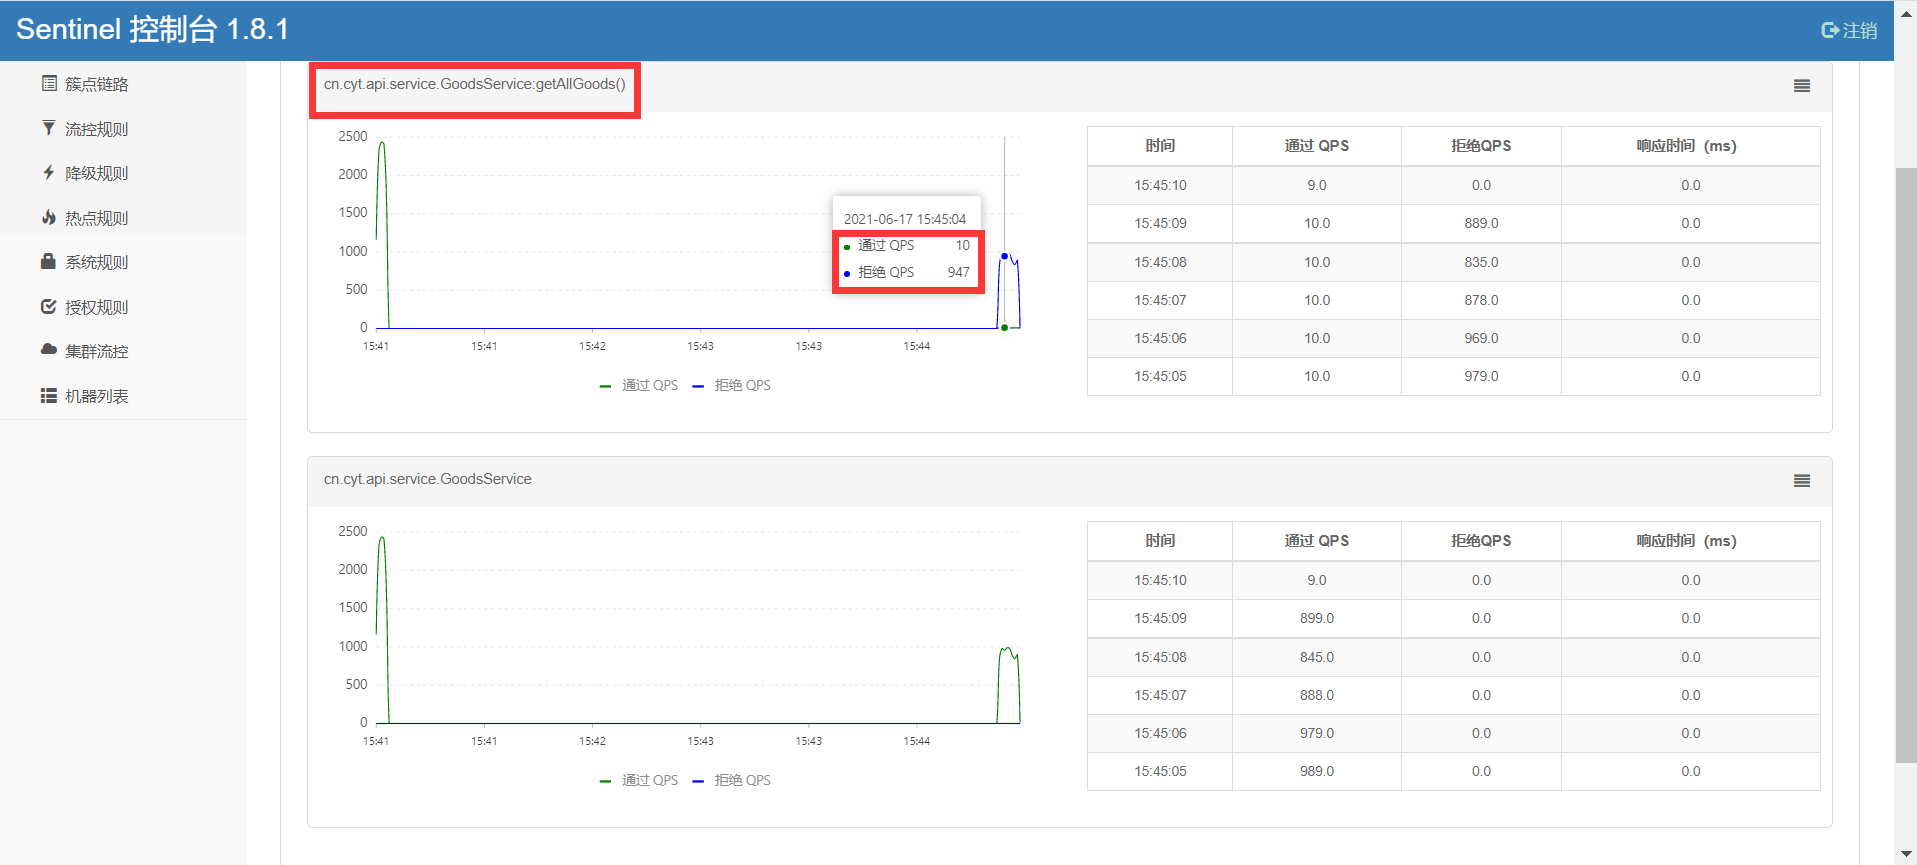 Sentinel 控制台 1.8.1
注销
簇点链路
流控规则
降级规则
热点规则
系统规则
授权规则
集群流控
机器列表
cn.cyt.api.service.GoodsService:getAllGoods()
2500
2000
1500
1000
500
0
15:41 15:41 15:42 15:43 15:43 15:44
2021-06-17 15:45:04
通过 QPS 10
拒绝 QPS 947
通过 QPS 拒绝 QPS
时间 通过 QPS 拒绝QPS 响应时间 (ms)
15:45:10 9.0 0.0 0.0
15:45:09 10.0 889.0 0.0
15:45:08 10.0 835.0 0.0
15:45:07 10.0 878.0 0.0
15:45:06 10.0 969.0 0.0
15:45:05 10.0 979.0 0.0
cn.cyt.api.service.GoodsService
2500
2000
1500
1000
500
0
15:41 15:41 15:42 15:43 15:43 15:44
通过 QPS 拒绝 QPS
时间 通过 QPS 拒绝QPS 响应时间 (ms)
15:45:10 9.0 0.0 0.0
15:45:09 899.0 0.0 0.0
15:45:08 845.0 0.0 0.0
15:45:07 888.0 0.0 0.0
15:45:06 979.0 0.0 0.0
15:45:05 989.0 0.0 0.0